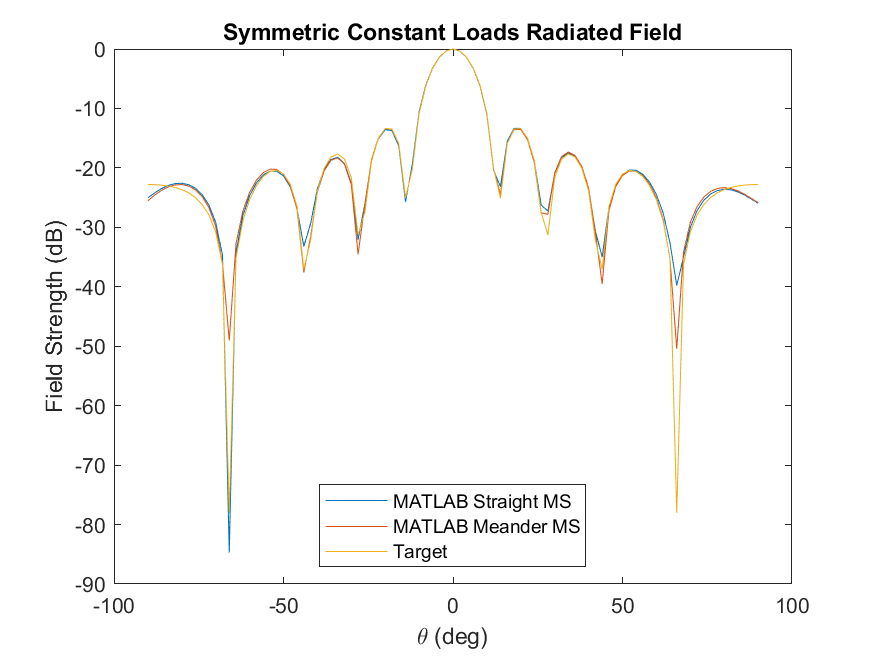 Symmetric Constant Loads Radiated Field
0
-10
-20
-30
-40
-50
-60
-70
-80
-90
Field Strength (dB)
MATLAB Straight MS
MATLAB Meander MS
Target
-100
-50
0
50
100
θ (deg)